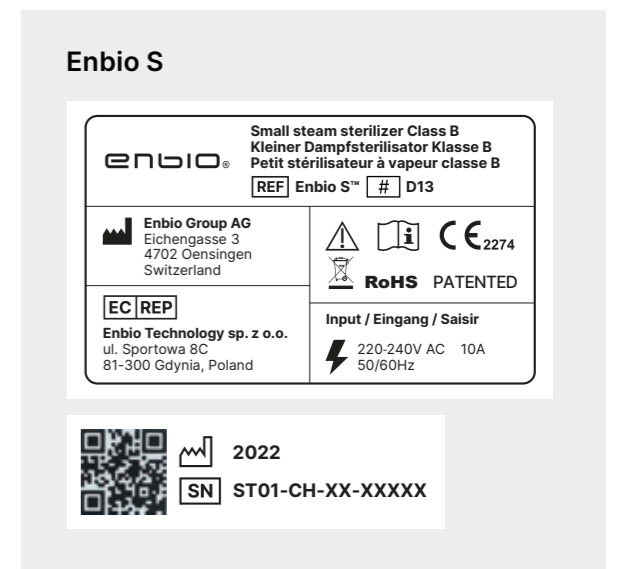 Enbio S
enbio®
Small steam sterilizer Class B
Kleiner Dampfsterilisator Klasse B
Petit stérilisateur à vapeur classe B
REF Enbio S™ # D13
Enbio Group AG
Eichengasse 3
4702 Oensingen
Switzerland
CE 2274
RoHS PATENTED
EC REP
Enbio Technology sp. z o.o.
ul. Sportowa 8C
81-300 Gdynia, Poland
Input / Eingang / Saisir
220-240V AC 10A
50/60Hz
2022
SN ST01-CH-XX-XXXXX